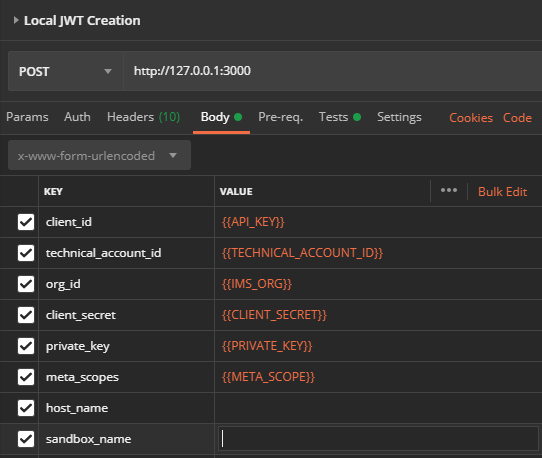 Local JWT Creation
POST http://127.0.0.1:3000
Params Auth Headers (10) Body Pre-req. Tests Settings Cookies Code
x-www-form-urlencoded
KEY VALUE ••• Bulk Edit
client_id {{API_KEY}}
technical_account_id {{TECHNICAL_ACCOUNT_ID}}
org_id {{IMS_ORG}}
client_secret {{CLIENT_SECRET}}
private_key {{PRIVATE_KEY}}
meta_scopes {{META_SCOPE}}
host_name
sandbox_name